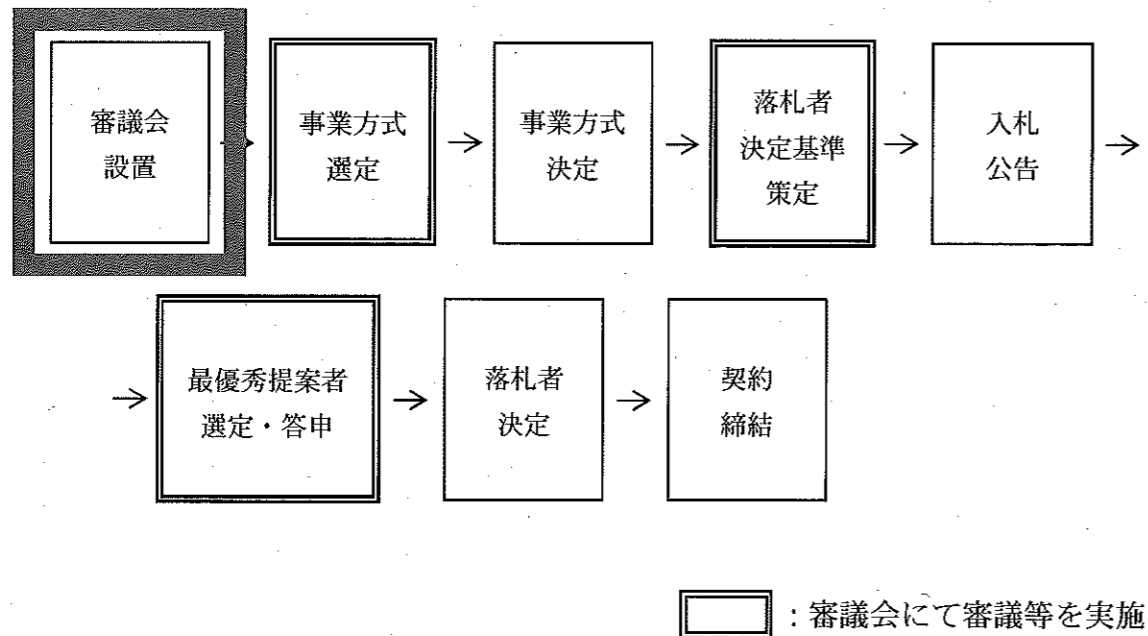 審議会
設置
→
事業方式
選定
→
事業方式
決定
→
落札者
決定基準
策定
→
入札
公告
→
→
最優秀提案者
選定・答申
→
落札者
決定
→
契約
締結
：審議会にて審議等を実施